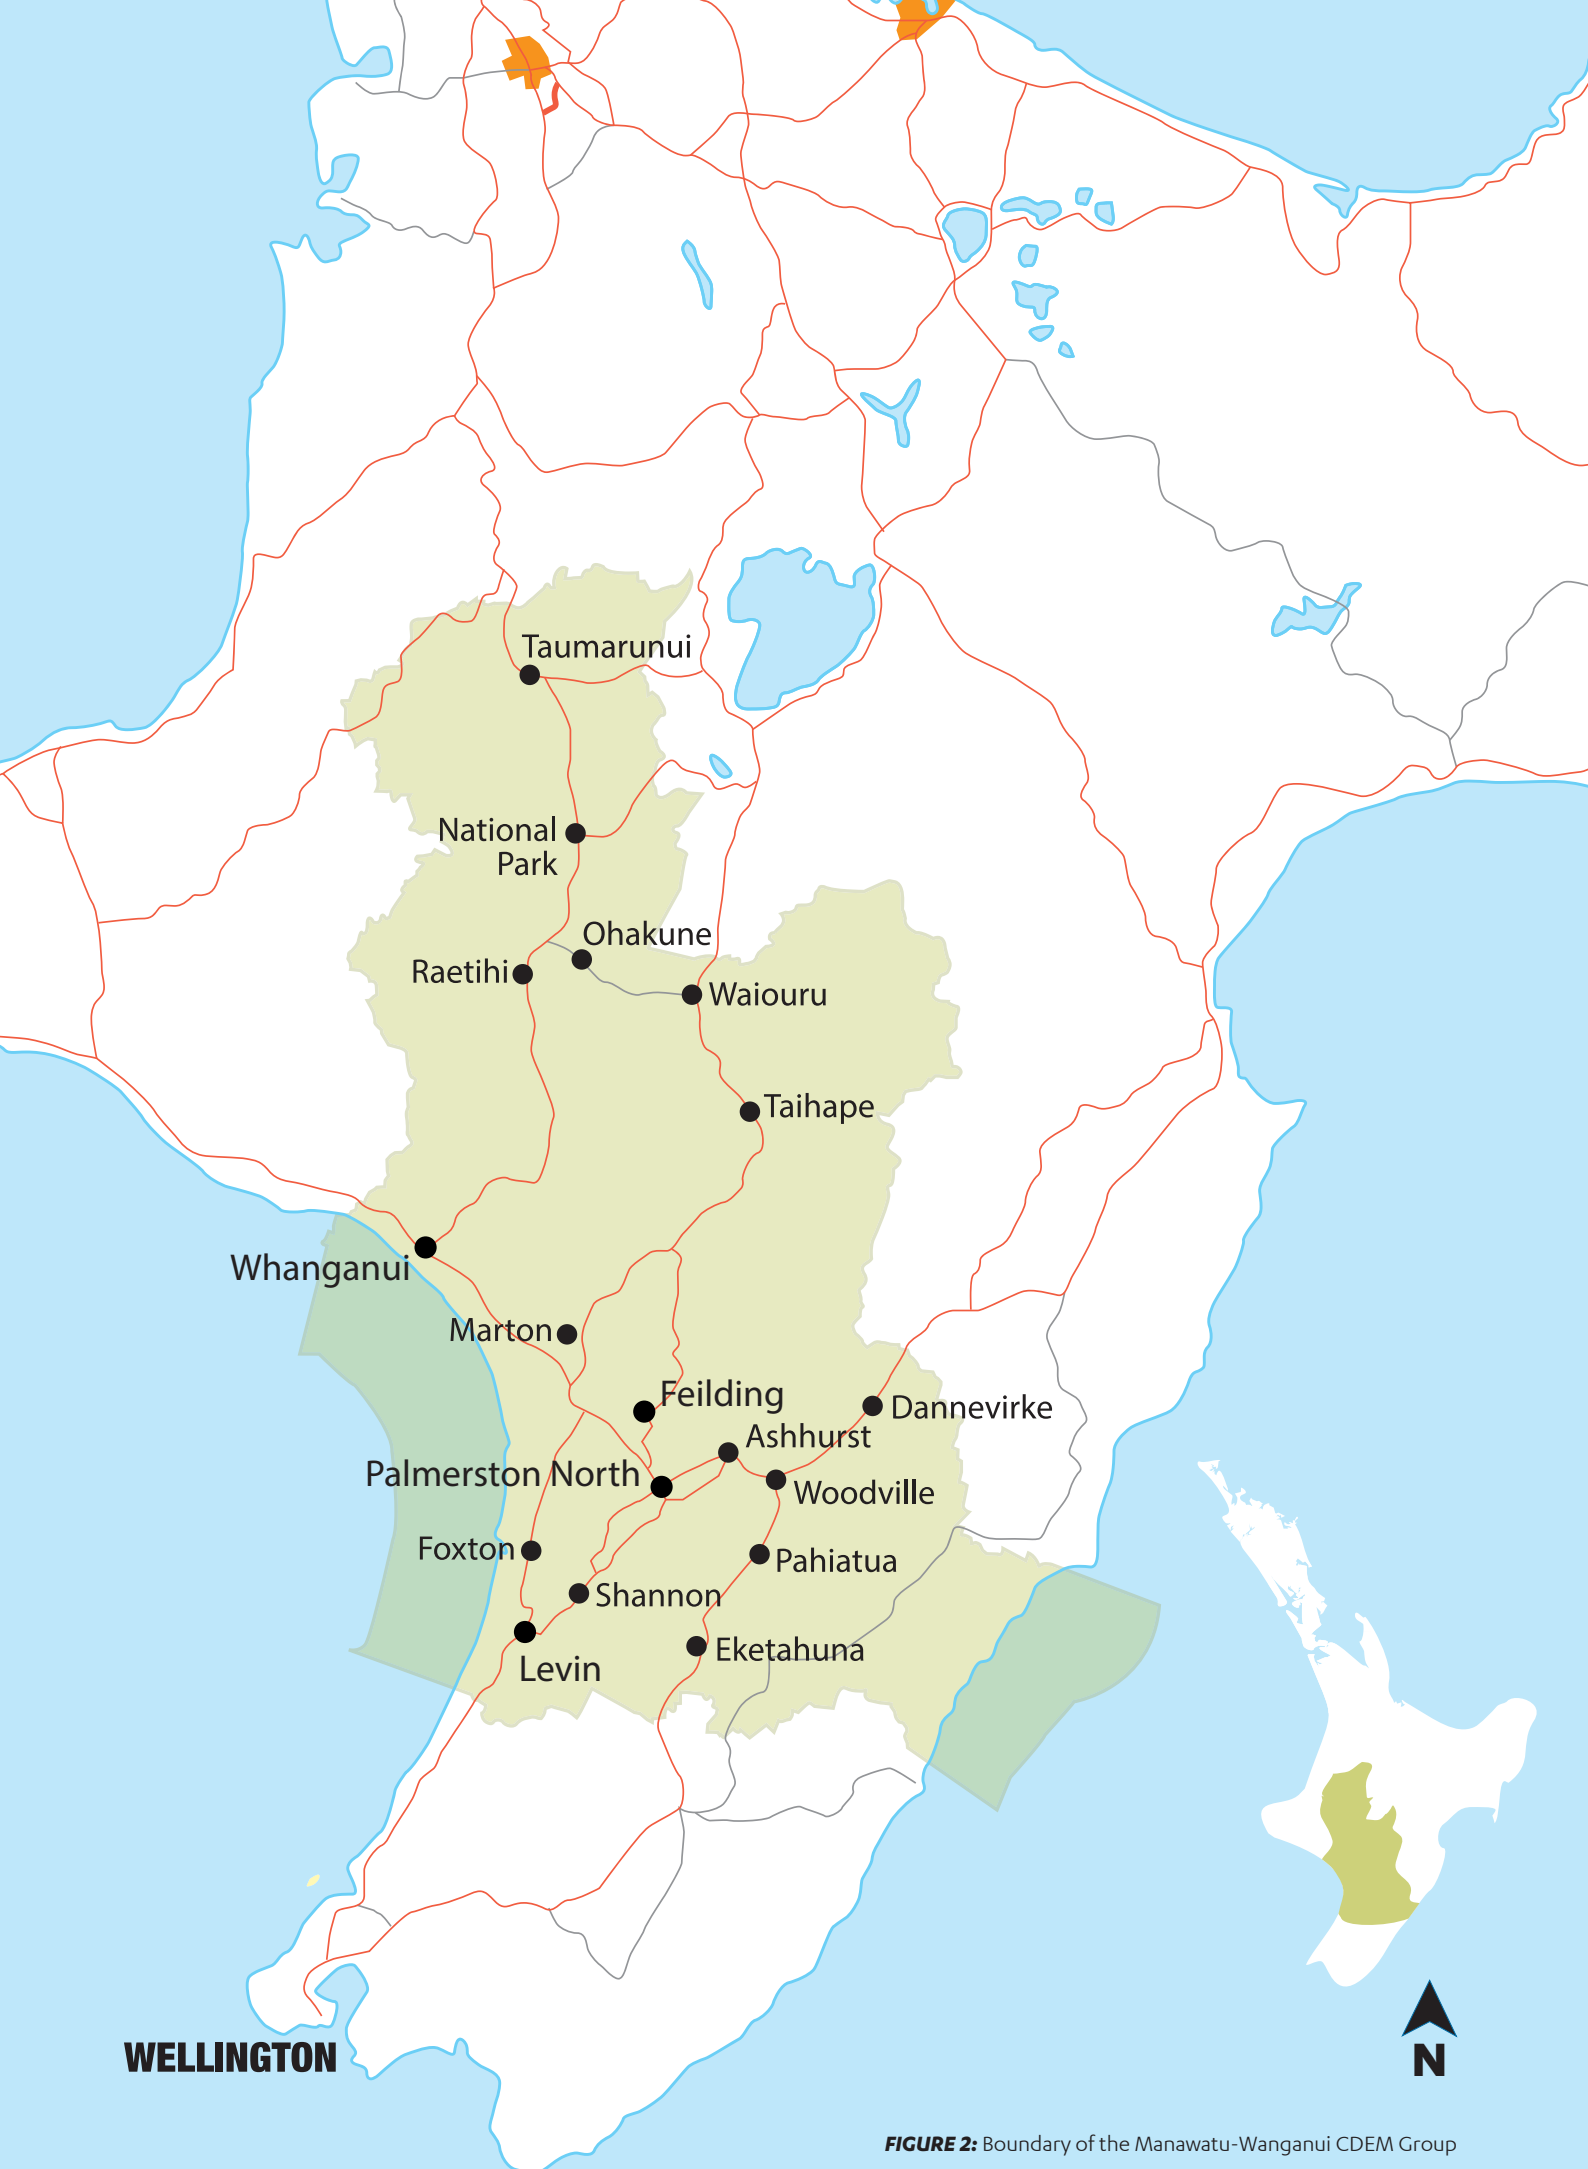 Taumarunui
National
Park
Ohakune
Raetihi
Waiouru
Taihape
Whanganui
Marton
Feilding
Dannevirke
Ashhurst
Palmerston North
Woodville
Foxton
Pahiatua
Shannon
Eketahuna
Levin
WELLINGTON
N
FIGURE 2: Boundary of the Manawatu-Wanganui CDEM Group